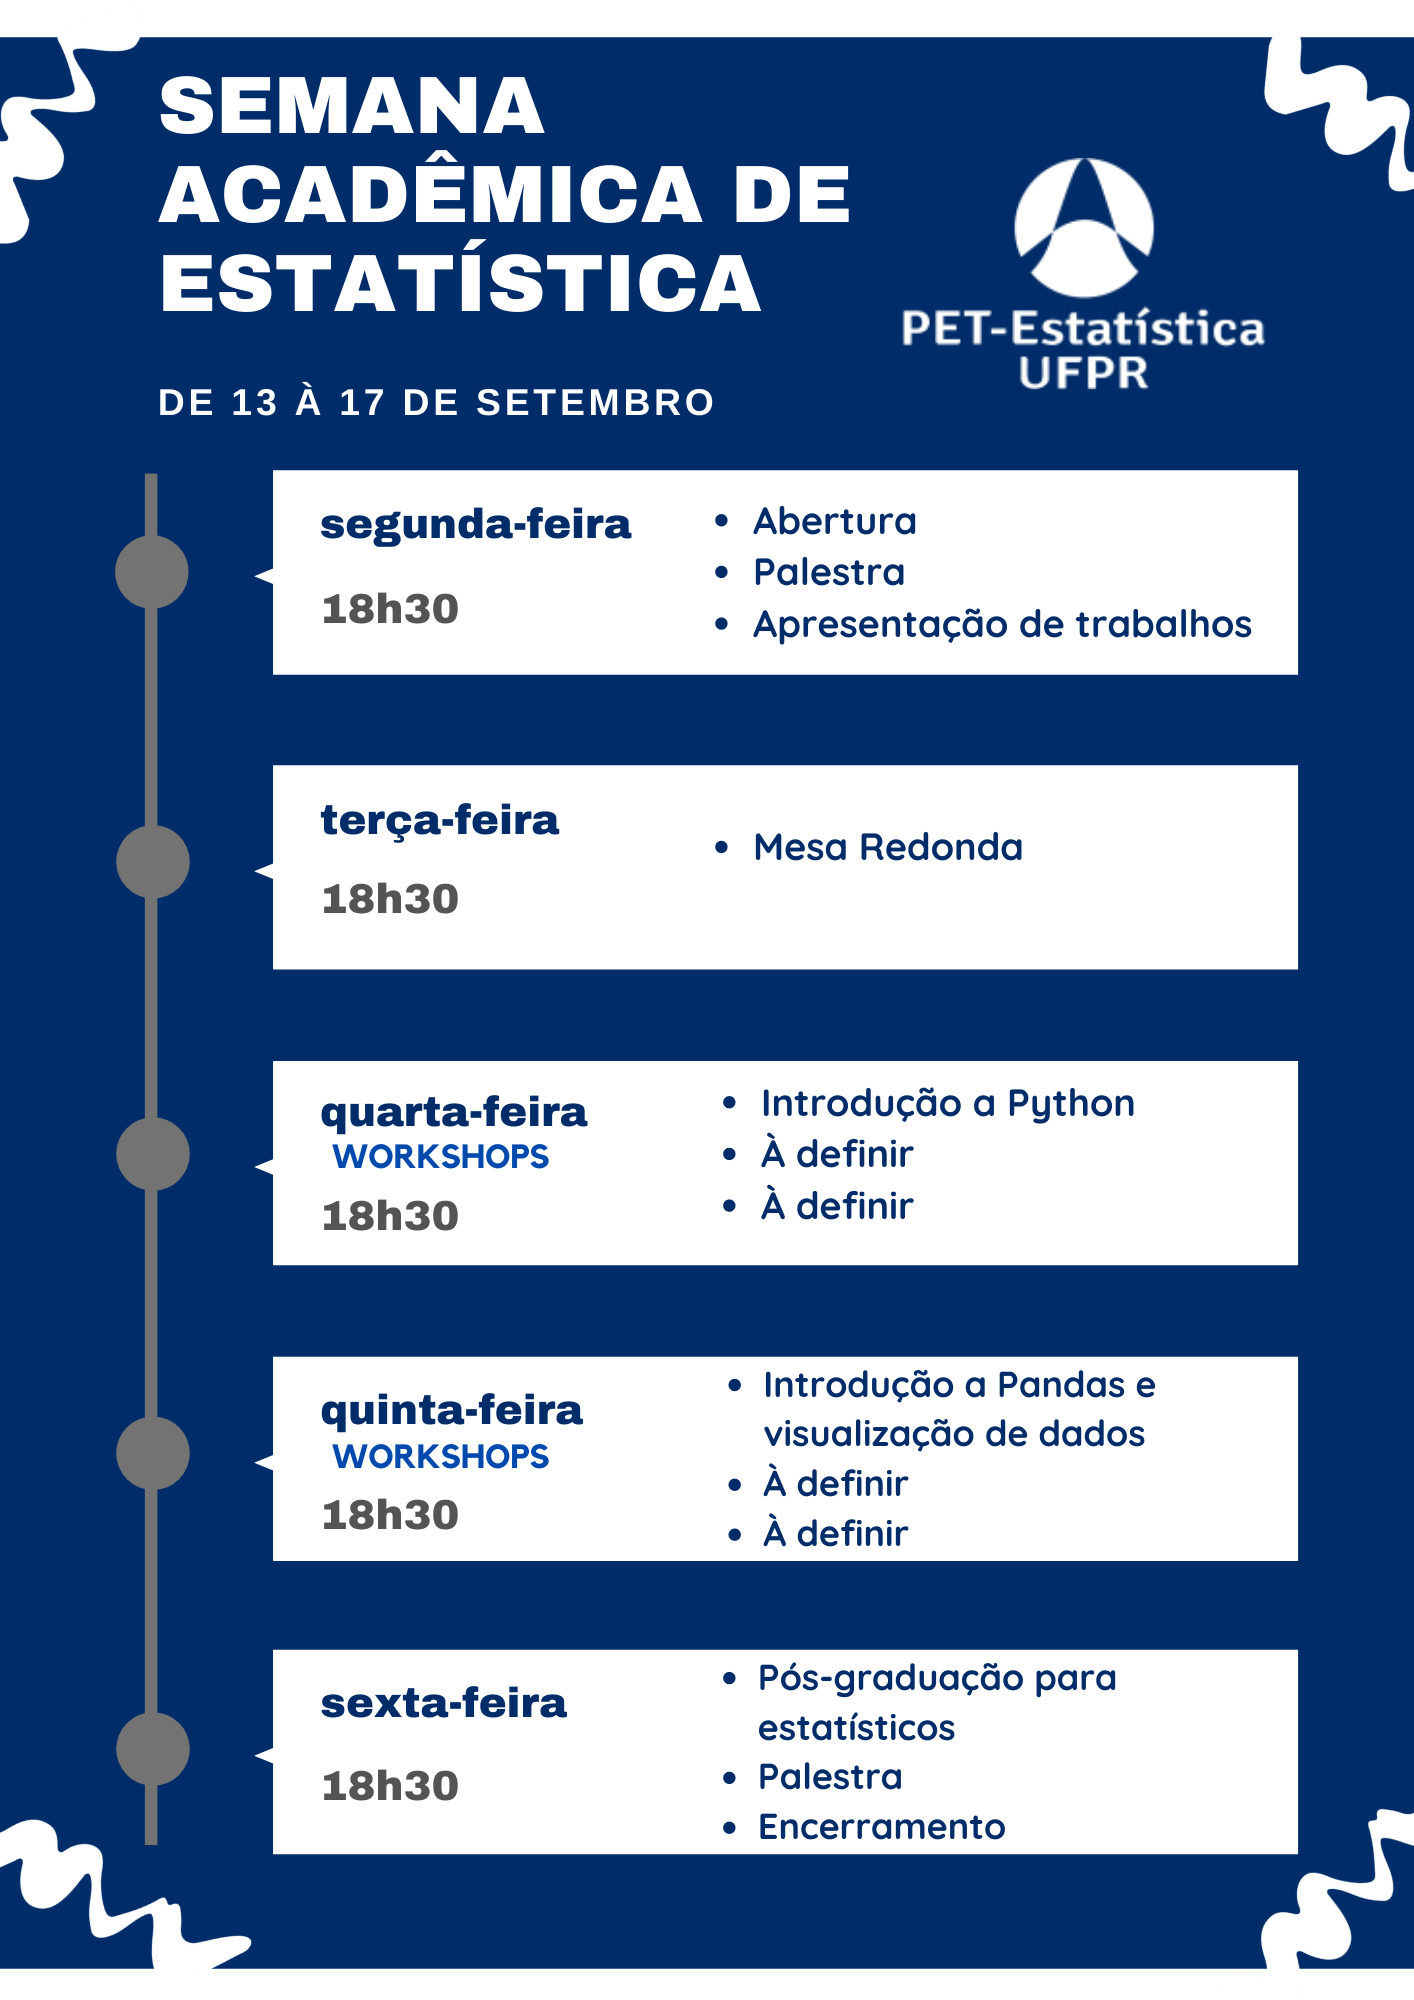 SEMANA
ACADÊMICA DE
ESTATÍSTICA
PET-Estatística
UFPR
DE 13 À 17 DE SETEMBRO
segunda-feira
18h30
• Abertura
• Palestra
• Apresentação de trabalhos
terça-feira
18h30
• Mesa Redonda
quarta-feira
WORKSHOPS
18h30
• Introdução a Python
• À definir
• À definir
quinta-feira
WORKSHOPS
18h30
• Introdução a Pandas e
visualização de dados
• À definir
• À definir
sexta-feira
18h30
• Pós-graduação para
estatísticos
• Palestra
• Encerramento